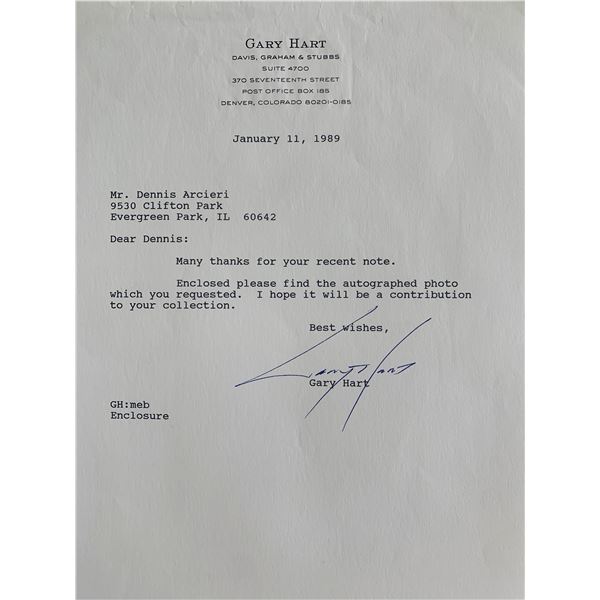 GARY HART
DAVIS, GRAHAM & STUBBS
SUITE 4700
370 SEVENTEENTH STREET
POST OFFICE BOX 185
DENVER, COLORADO 80201-0185
January 11, 1989
Mr. Dennis Arcieri
9530 Clifton Park
Evergreen Park, IL 60642
Dear Dennis:
Many thanks for your recent note.
Enclosed please find the autographed photo
which you requested. I hope it will be a contribution
to your collection.
Best wishes,
Gary Hart
Gary Hart
GH:meb
Enclosure